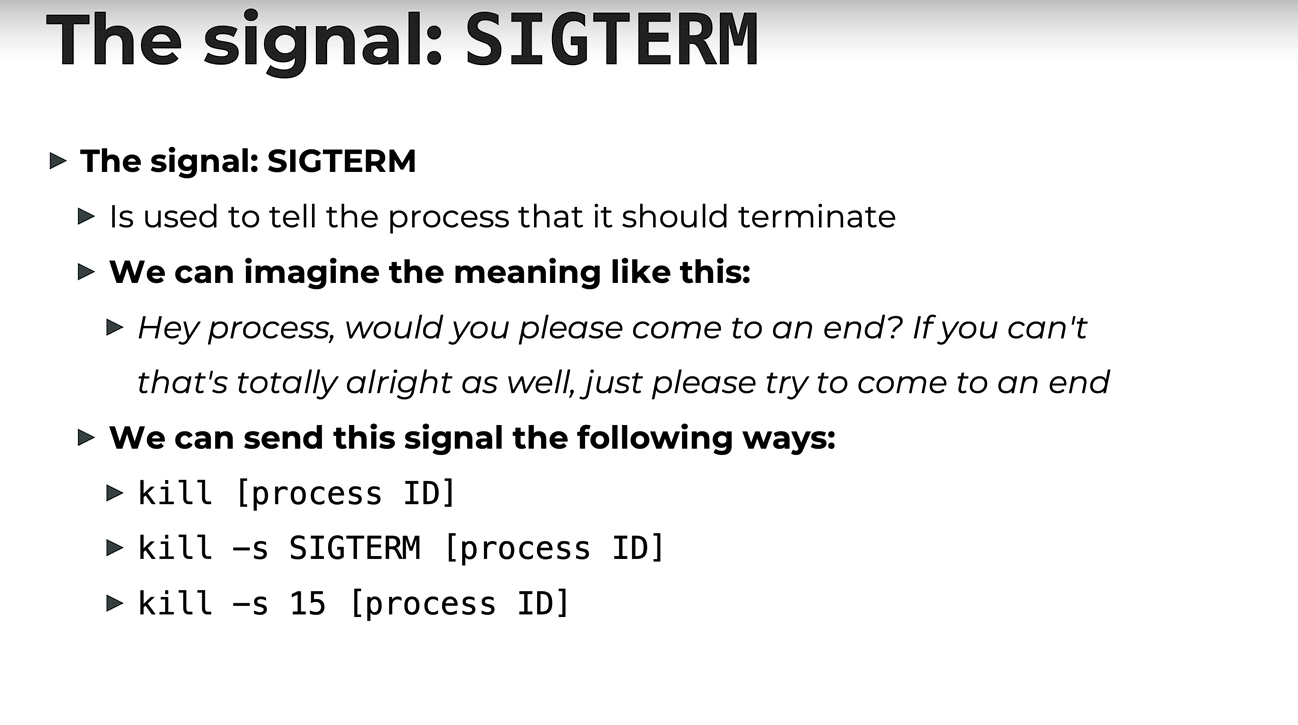 The signal: SIGTERM
The signal: SIGTERM
Is used to tell the process that it should terminate
We can imagine the meaning like this:
Hey process, would you please come to an end? If you can't
that's totally alright as well, just please try to come to an end
We can send this signal the following ways:
kill [process ID]
kill –s SIGTERM [process ID]
kill –s 15 [process ID]